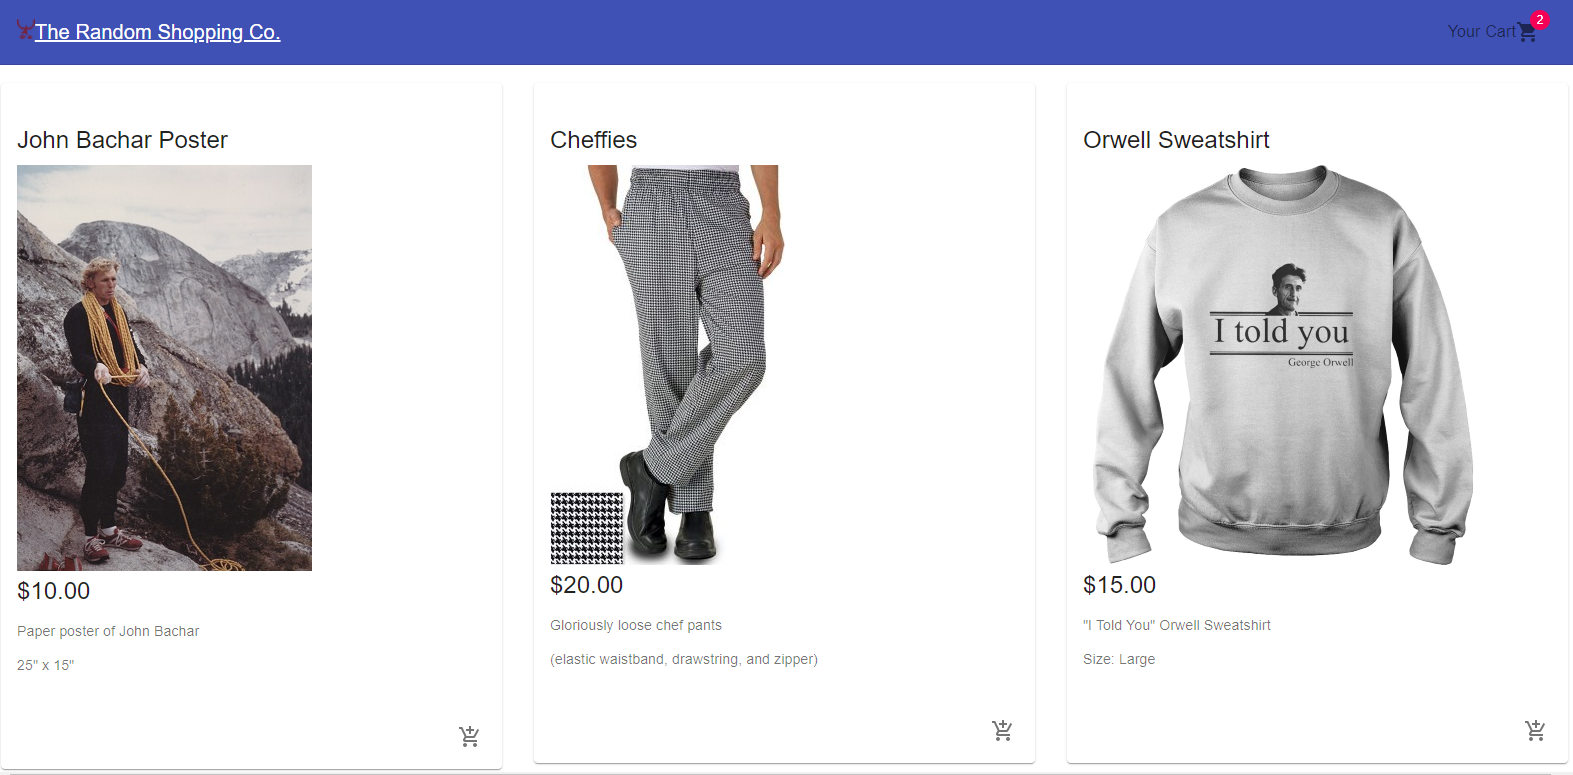 The Random Shopping Co.
Your Cart
2
John Bachar Poster
$10.00
Paper poster of John Bachar
25" x 15"
Cheffies
$20.00
Gloriously loose chef pants
(elastic waistband, drawstring, and zipper)
Orwell Sweatshirt
I told you
George Orwell
$15.00
"I Told You" Orwell Sweatshirt
Size: Large